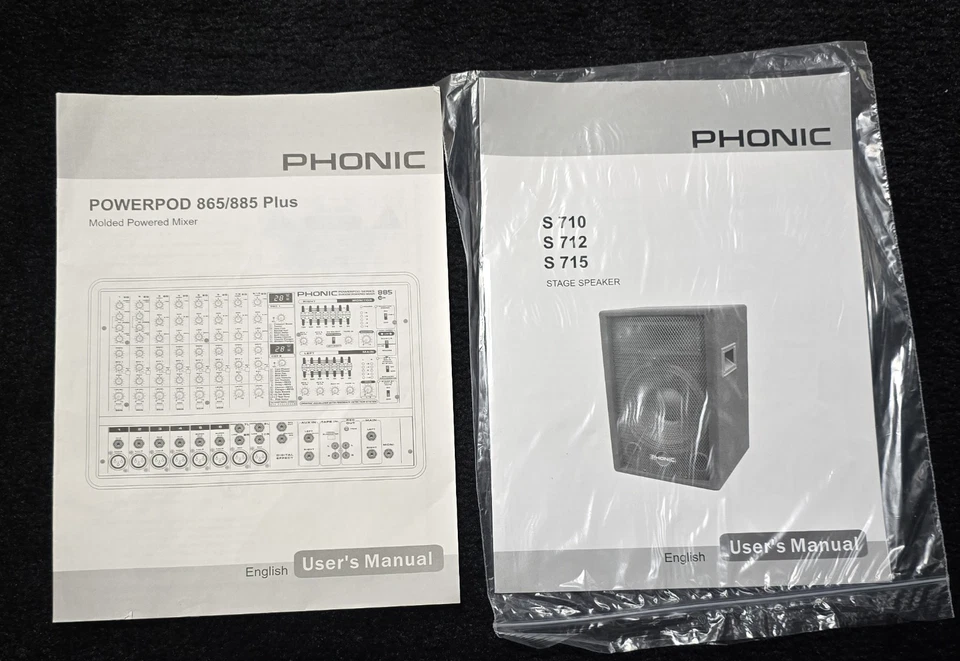 PHONIC
POWERPOD 865/885 Plus
Molded Powered Mixer
PHONIC
885
English
User's Manual
PHONIC
S 710
S 712
S 715
STAGE SPEAKER
PHONIC
English
User's Manual